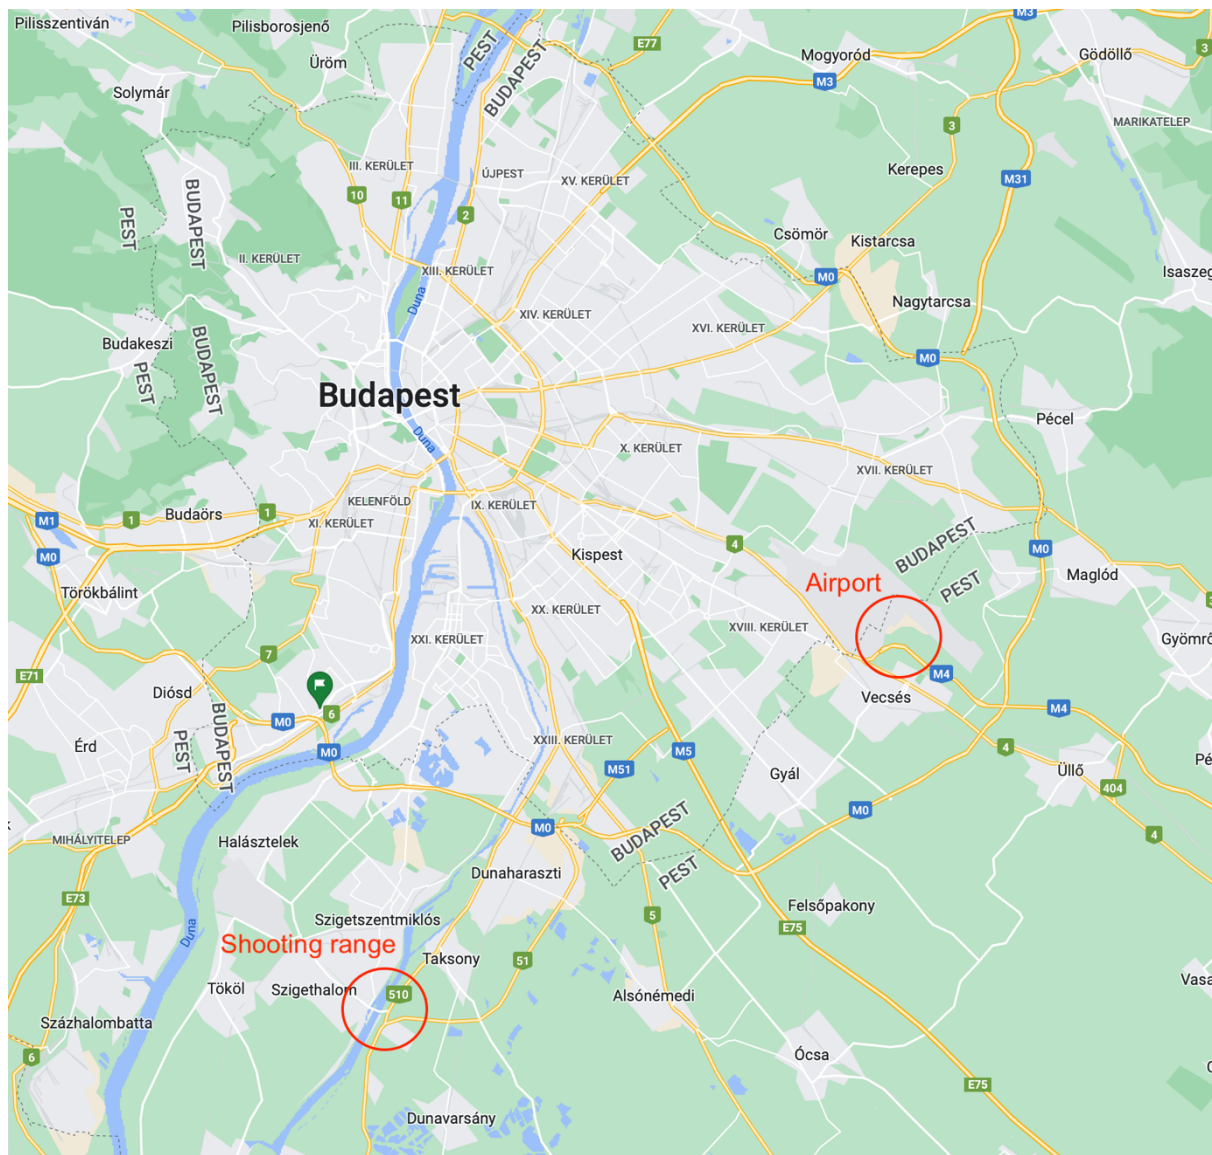 Pilisszentiván
Pilisborosjenő
Üröm
Solymár
PEST
BUDAPEST
E77
Mogyoród
M3
M3
Gödöllő
3
MARIKATELEP
3
Kerepes
M31
III. KERÜLET
ÚJPEST
XV. KERÜLET
10
11
2
BUDAPEST
PEST
II. KERÜLET
XIII. KERÜLET
Duna
Csömör
Kistarcsa
M0
Isaszeg
Nagytarcsa
XIV. KERÜLET
XVI. KERÜLET
Budakeszi
BUDAPEST
PEST
M0
Budapest
Duna
Pécel
X. KERÜLET
XVII. KERÜLET
KELENFÖLD
IX. KERÜLET
M1
1
Budaörs
1
XI. KERÜLET
M0
Kispest
4
BUDAPEST
PEST
M0
Maglód
Törökbálint
Airport
XX. KERÜLET
XVIII. KERÜLET
XXI. KERÜLET
Gyömrő
7
E71
Diósd
M4
Vecsés
M4
M0
6
BUDAPEST
PEST
Érd
M0
XXIII. KERÜLET
M5
4
M51
Gyál
Üllő
404
M0
M0
4
MIHÁLYITELEP
Halásztelek
BUDAPEST
PEST
Dunaharaszti
E73
Duna
Szigetszentmiklós
5
Felsőpakony
E75
Shooting range
Taksony
51
Tököl
Szigethalom
510
Alsónémedi
Százhalombatta
6
Ócsa
E75
Dunavarsány